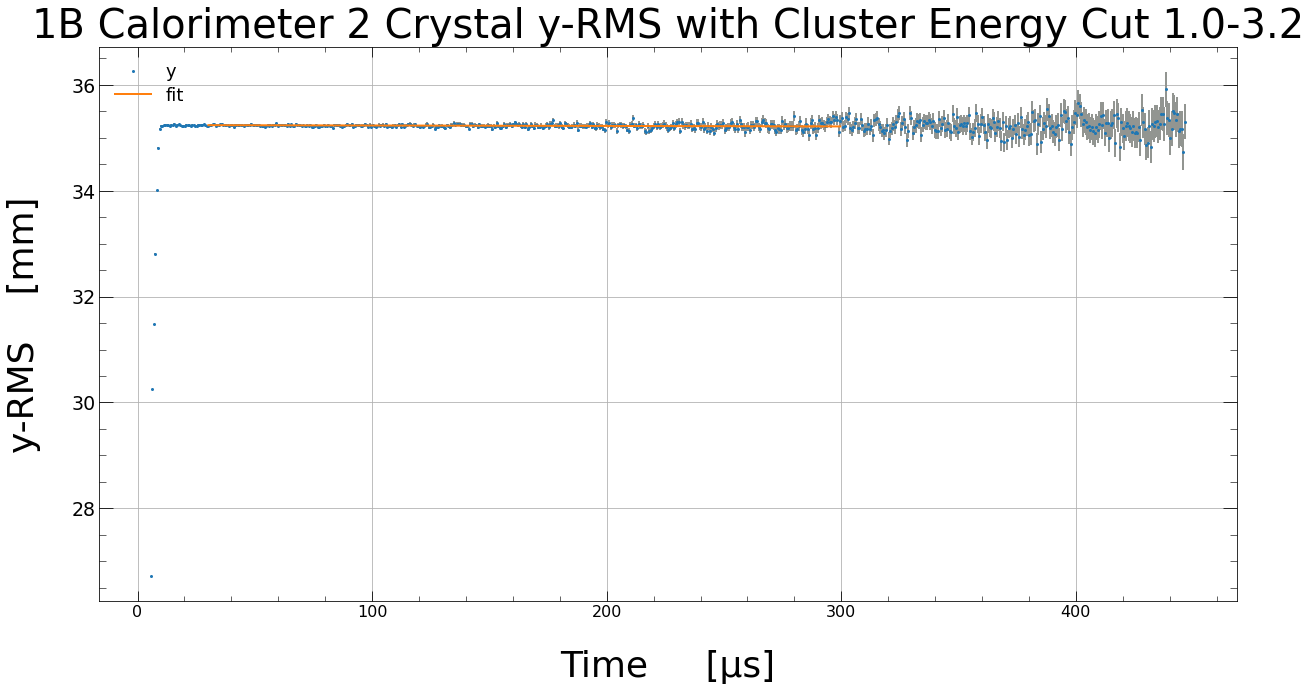 1B Calorimeter 2 Crystal y-RMS with Cluster Energy Cut 1.0-3.2
y
fit
36
34
32
30
28
y-RMS [mm]
0 100 200 300 400
Time [µs]